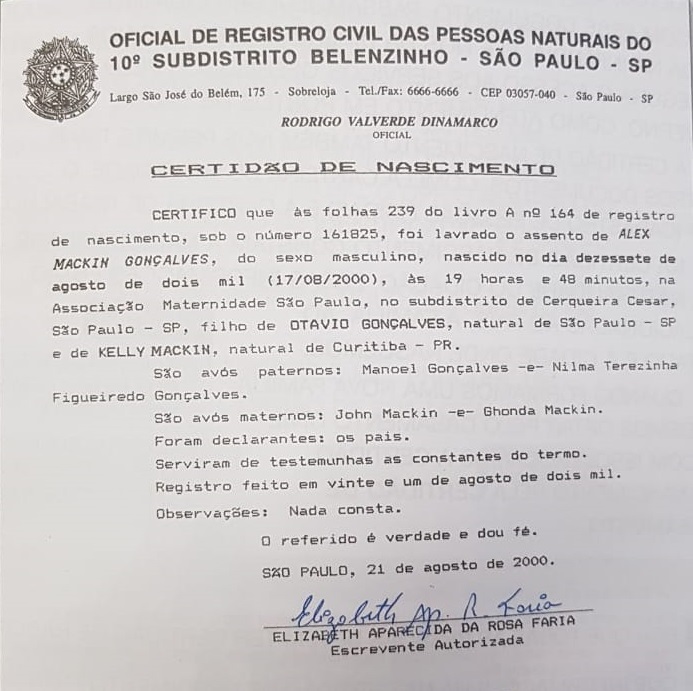 OFICIAL DE REGISTRO CIVIL DAS PESSOAS NATURAIS DO
10º SUBDISTRITO BELENZINHO - SÃO PAULO - SP
Largo São José do Belém, 175 - Sobreloja - Tel./Fax: 6666-6666 - CEP 03057-040 - São Paulo - SP
RODRIGO VALVERDE DINAMARCO
OFICIAL
CERTIDÃO DE NASCIMENTO
CERTIFICO que às folhas 239 do livro A nº 164 de registro
de nascimento, sob o número 161825, foi lavrado o assento de ALEX
MACKIN GONÇALVES, do sexo masculino, nascido no dia dezessete de
agosto de dois mil (17/08/2000), às 19 horas e 48 minutos, na
Associação Maternidade São Paulo, no subdistrito de Cerqueira Cesar,
São Paulo - SP, filho de OTAVIO GONÇALVES, natural de São Paulo - SP
e de KELLY MACKIN, natural de Curitiba - PR.
São avós paternos: Manoel Gonçalves -e- Nilma Terezinha
Figueiredo Gonçalves.
São avós maternos: John Mackin -e- Ghonda Mackin.
Foram declarantes: os pais.
Serviram de testemunhas as constantes do termo.
Registro feito em vinte e um de agosto de dois mil.
Observações: Nada consta.
O referido é verdade e dou fé.
SÃO PAULO, 21 de agosto de 2000.
Elizabeth Ap. R. Faria
ELIZABETH APARECIDA DA ROSA FARIA
Escrevente Autorizada